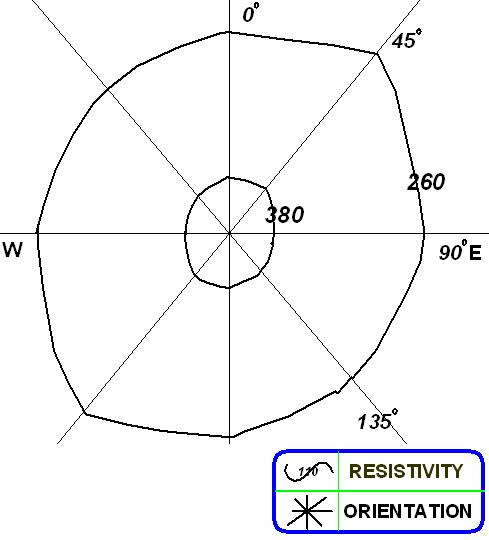 0°
45°
260
380
W
90°E
135°
110 RESISTIVITY
ORIENTATION